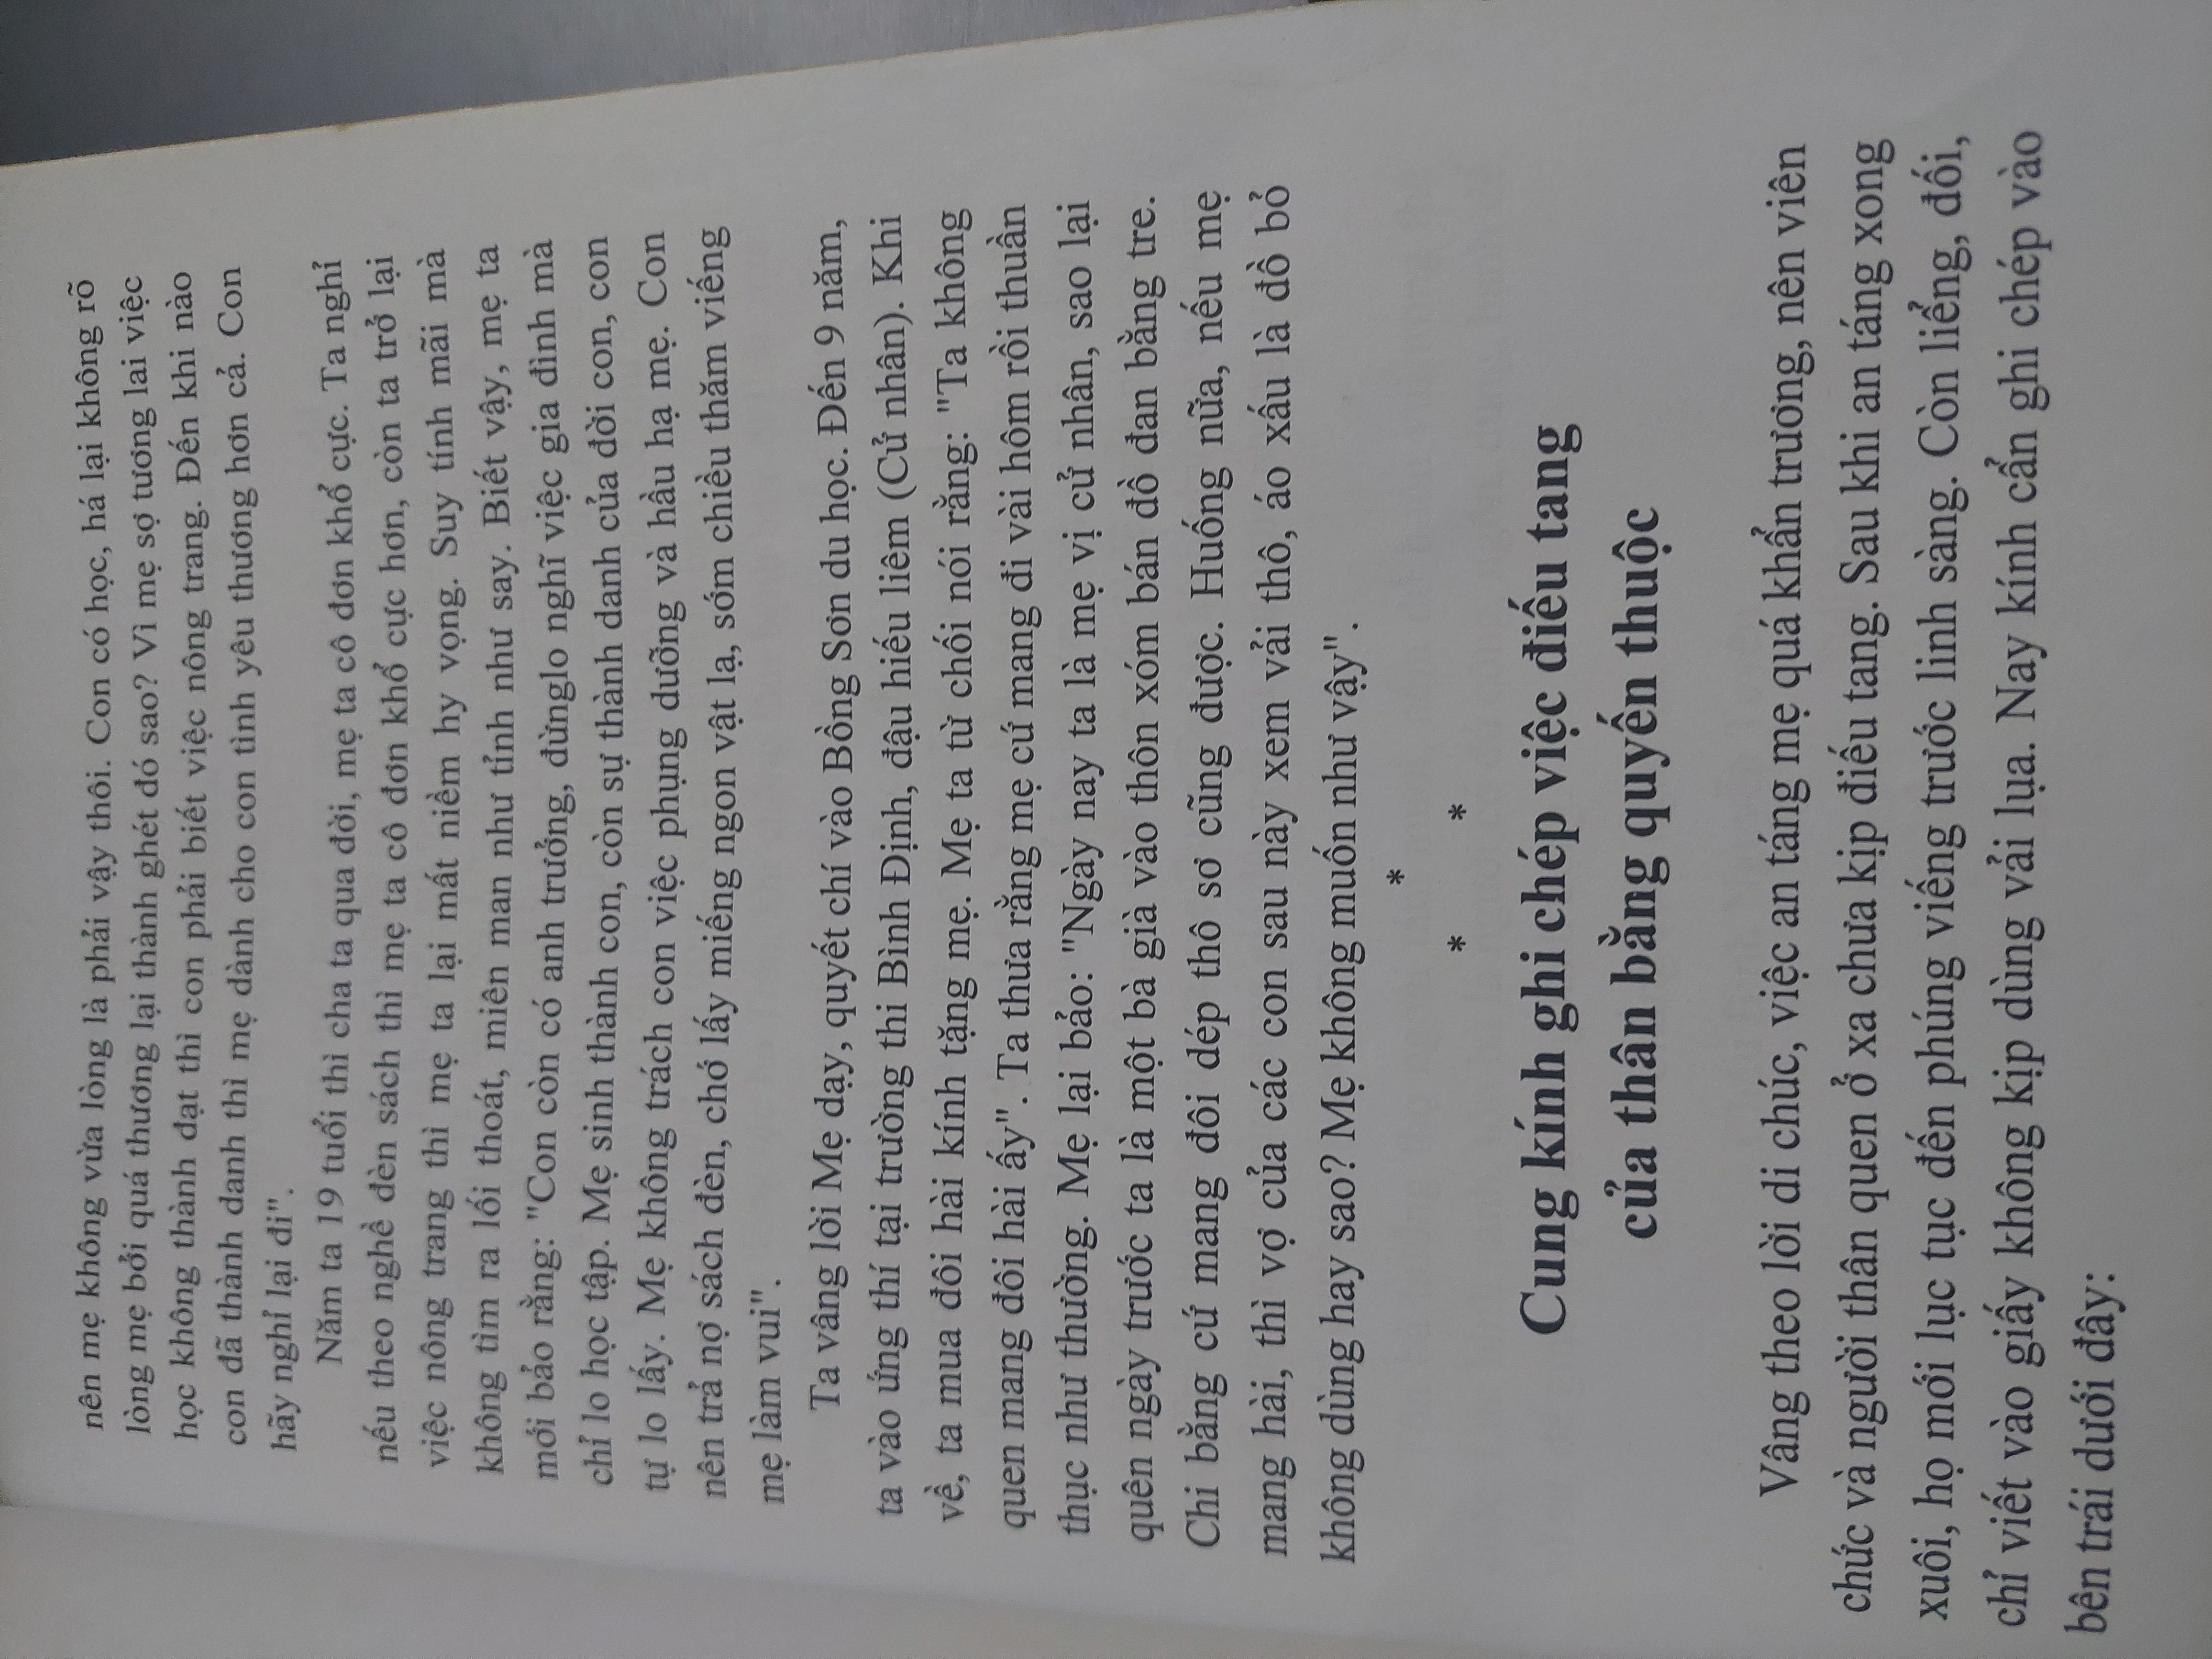 nên mẹ không vừa lòng là phải vậy thôi. Con có học, há lại không rõ
lòng mẹ bởi quá thương lại thành ghét đó sao? Vì mẹ sợ tương lai việc
học không thành đạt thì con phải biết việc nông trang. Đến khi nào
con đã thành danh thì mẹ dành cho con tình yêu thương hơn cả. Con
hãy nghỉ lại đi".
Năm ta 19 tuổi thì cha ta qua đời, mẹ ta cô đơn khổ cực. Ta nghỉ
nếu theo nghề đèn sách thì mẹ ta cô đơn khổ cực hơn, còn ta trở lại
việc nông trang thì mẹ ta lại mất niềm hy vọng. Suy tính mãi mà
không tìm ra lối thoát, miên man như tỉnh như say. Biết vậy, mẹ ta
mới bảo rằng: "Con còn có anh trưởng, đừnglo nghĩ việc gia đình mà
chỉ lo học tập. Mẹ sinh thành con, còn sự thành danh của đời con, con
tự lo lấy. Mẹ không trách con việc phụng dưỡng và hầu hạ mẹ. Con
nên trả nợ sách đèn, chớ lấy miếng ngon vật lạ, sớm chiều thăm viếng
mẹ làm vui".
Ta vâng lời Mẹ dạy, quyết chí vào Bồng Sơn du học. Đến 9 năm,
ta vào ứng thí tại trường thi Bình Định, đậu hiếu liêm (Cử nhân). Khi
về, ta mua đôi hài kính tặng mẹ. Mẹ ta từ chối nói rằng: "Ta không
quen mang đôi hài ấy". Ta thưa rằng mẹ cứ mang đi vài hôm rồi thuần
thục như thường. Mẹ lại bảo: "Ngày nay ta là mẹ vị cử nhân, sao lại
quên ngày trước ta là một bà già vào thôn xóm bán đồ đan bằng tre.
Chi bằng cứ mang đôi dép thô sơ cũng được. Huống nữa, nếu mẹ
mang hài, thì vợ của các con sau này xem vải thô, áo xấu là đồ bỏ
không dùng hay sao? Mẹ không muốn như vậy".
*
* *
Cung kính ghi chép việc điếu tang
của thân bằng quyến thuộc
Vâng theo lời di chúc, việc an táng mẹ quá khẩn trương, nên viên
chức và người thân quen ở xa chưa kịp điếu tang. Sau khi an táng xong
xuôi, họ mới lục tục đến phúng viếng trước linh sàng. Còn liểng, đối,
chỉ viết vào giấy không kịp dùng vải lụa. Nay kính cẩn ghi chép vào
bên trái dưới đây: